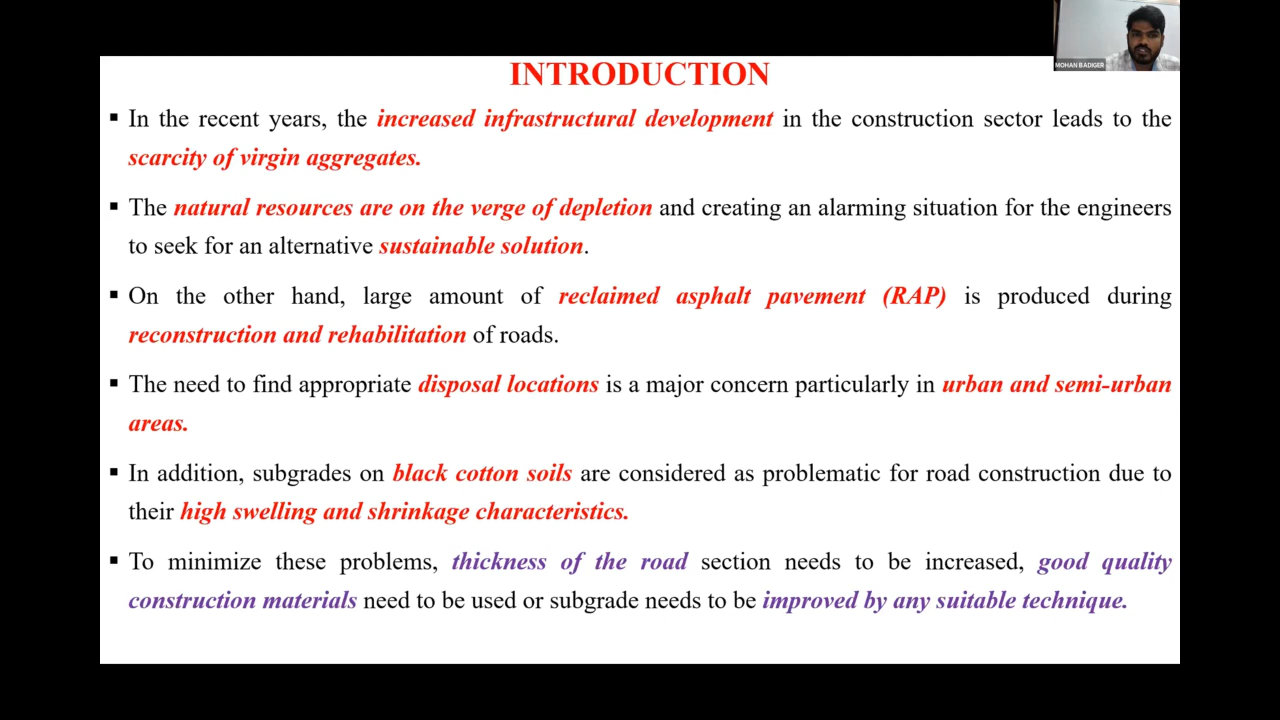 MOHAN BADIGER
INTRODUCTION
▪ In the recent years, the increased infrastructural development in the construction sector leads to the
scarcity of virgin aggregates.
▪ The natural resources are on the verge of depletion and creating an alarming situation for the engineers
to seek for an alternative sustainable solution.
▪ On the other hand, large amount of reclaimed asphalt pavement (RAP) is produced during
reconstruction and rehabilitation of roads.
▪ The need to find appropriate disposal locations is a major concern particularly in urban and semi-urban
areas.
▪ In addition, subgrades on black cotton soils are considered as problematic for road construction due to
their high swelling and shrinkage characteristics.
▪ To minimize these problems, thickness of the road section needs to be increased, good quality
construction materials need to be used or subgrade needs to be improved by any suitable technique.